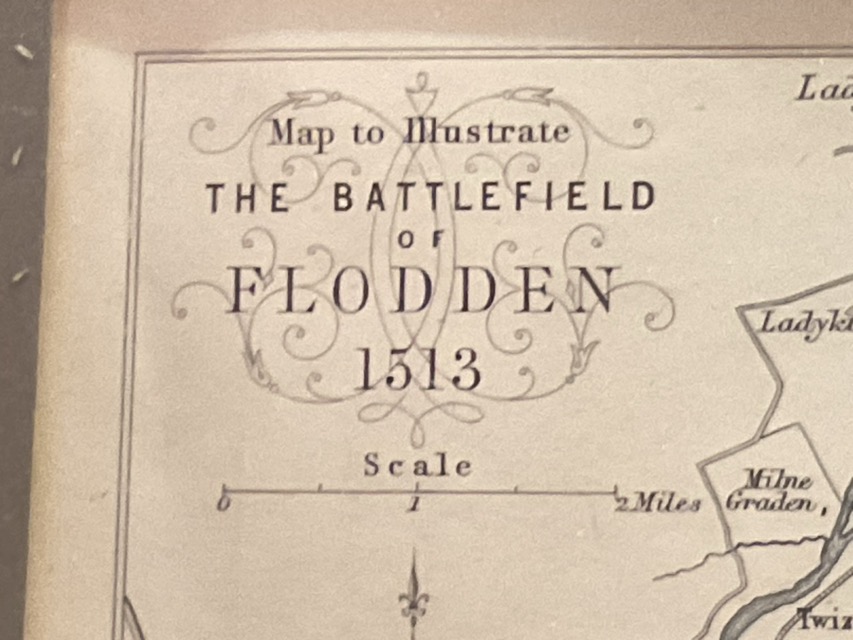 Map to Illustrate
THE BATTLEFIELD
OF
FLODDEN
1513
Scale
0 1 2 Miles
Milne
Graden,